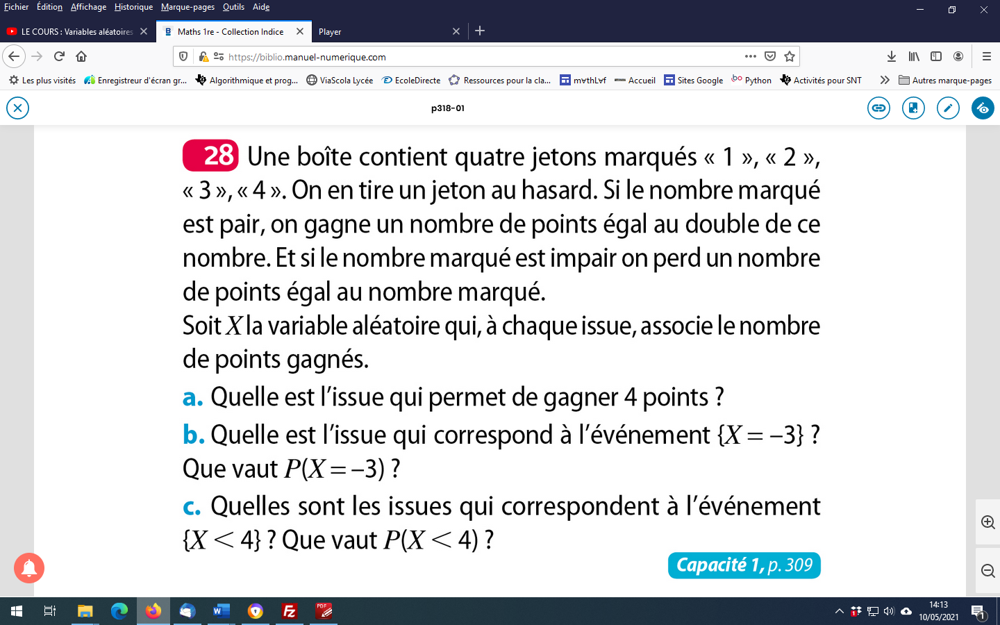 Fichier Édition Affichage Historique Marque-pages Outils Aide
LE COURS : Variables aléatoires
Maths 1re - Collection Indice
Player
https://biblio.manuel-numerique.com
Les plus visités Enregistreur d'écran gr... Algorithmique et prog... ViaScola Lycée EcoleDirecte Ressources pour la cla... m∀thL∀f Accueil Sites Google Python Activités pour SNT Autres marque-pages
p318-01
28 Une boîte contient quatre jetons marqués « 1 », « 2 »,
« 3 », « 4 ». On en tire un jeton au hasard. Si le nombre marqué
est pair, on gagne un nombre de points égal au double de ce
nombre. Et si le nombre marqué est impair on perd un nombre
de points égal au nombre marqué.
Soit X la variable aléatoire qui, à chaque issue, associe le nombre
de points gagnés.
a. Quelle est l'issue qui permet de gagner 4 points ?
b. Quelle est l'issue qui correspond à l'événement {X = –3} ?
Que vaut P(X = –3) ?
c. Quelles sont les issues qui correspondent à l'événement
{X < 4} ? Que vaut P(X < 4) ?
Capacité 1, p. 309
14:13
10/05/2021